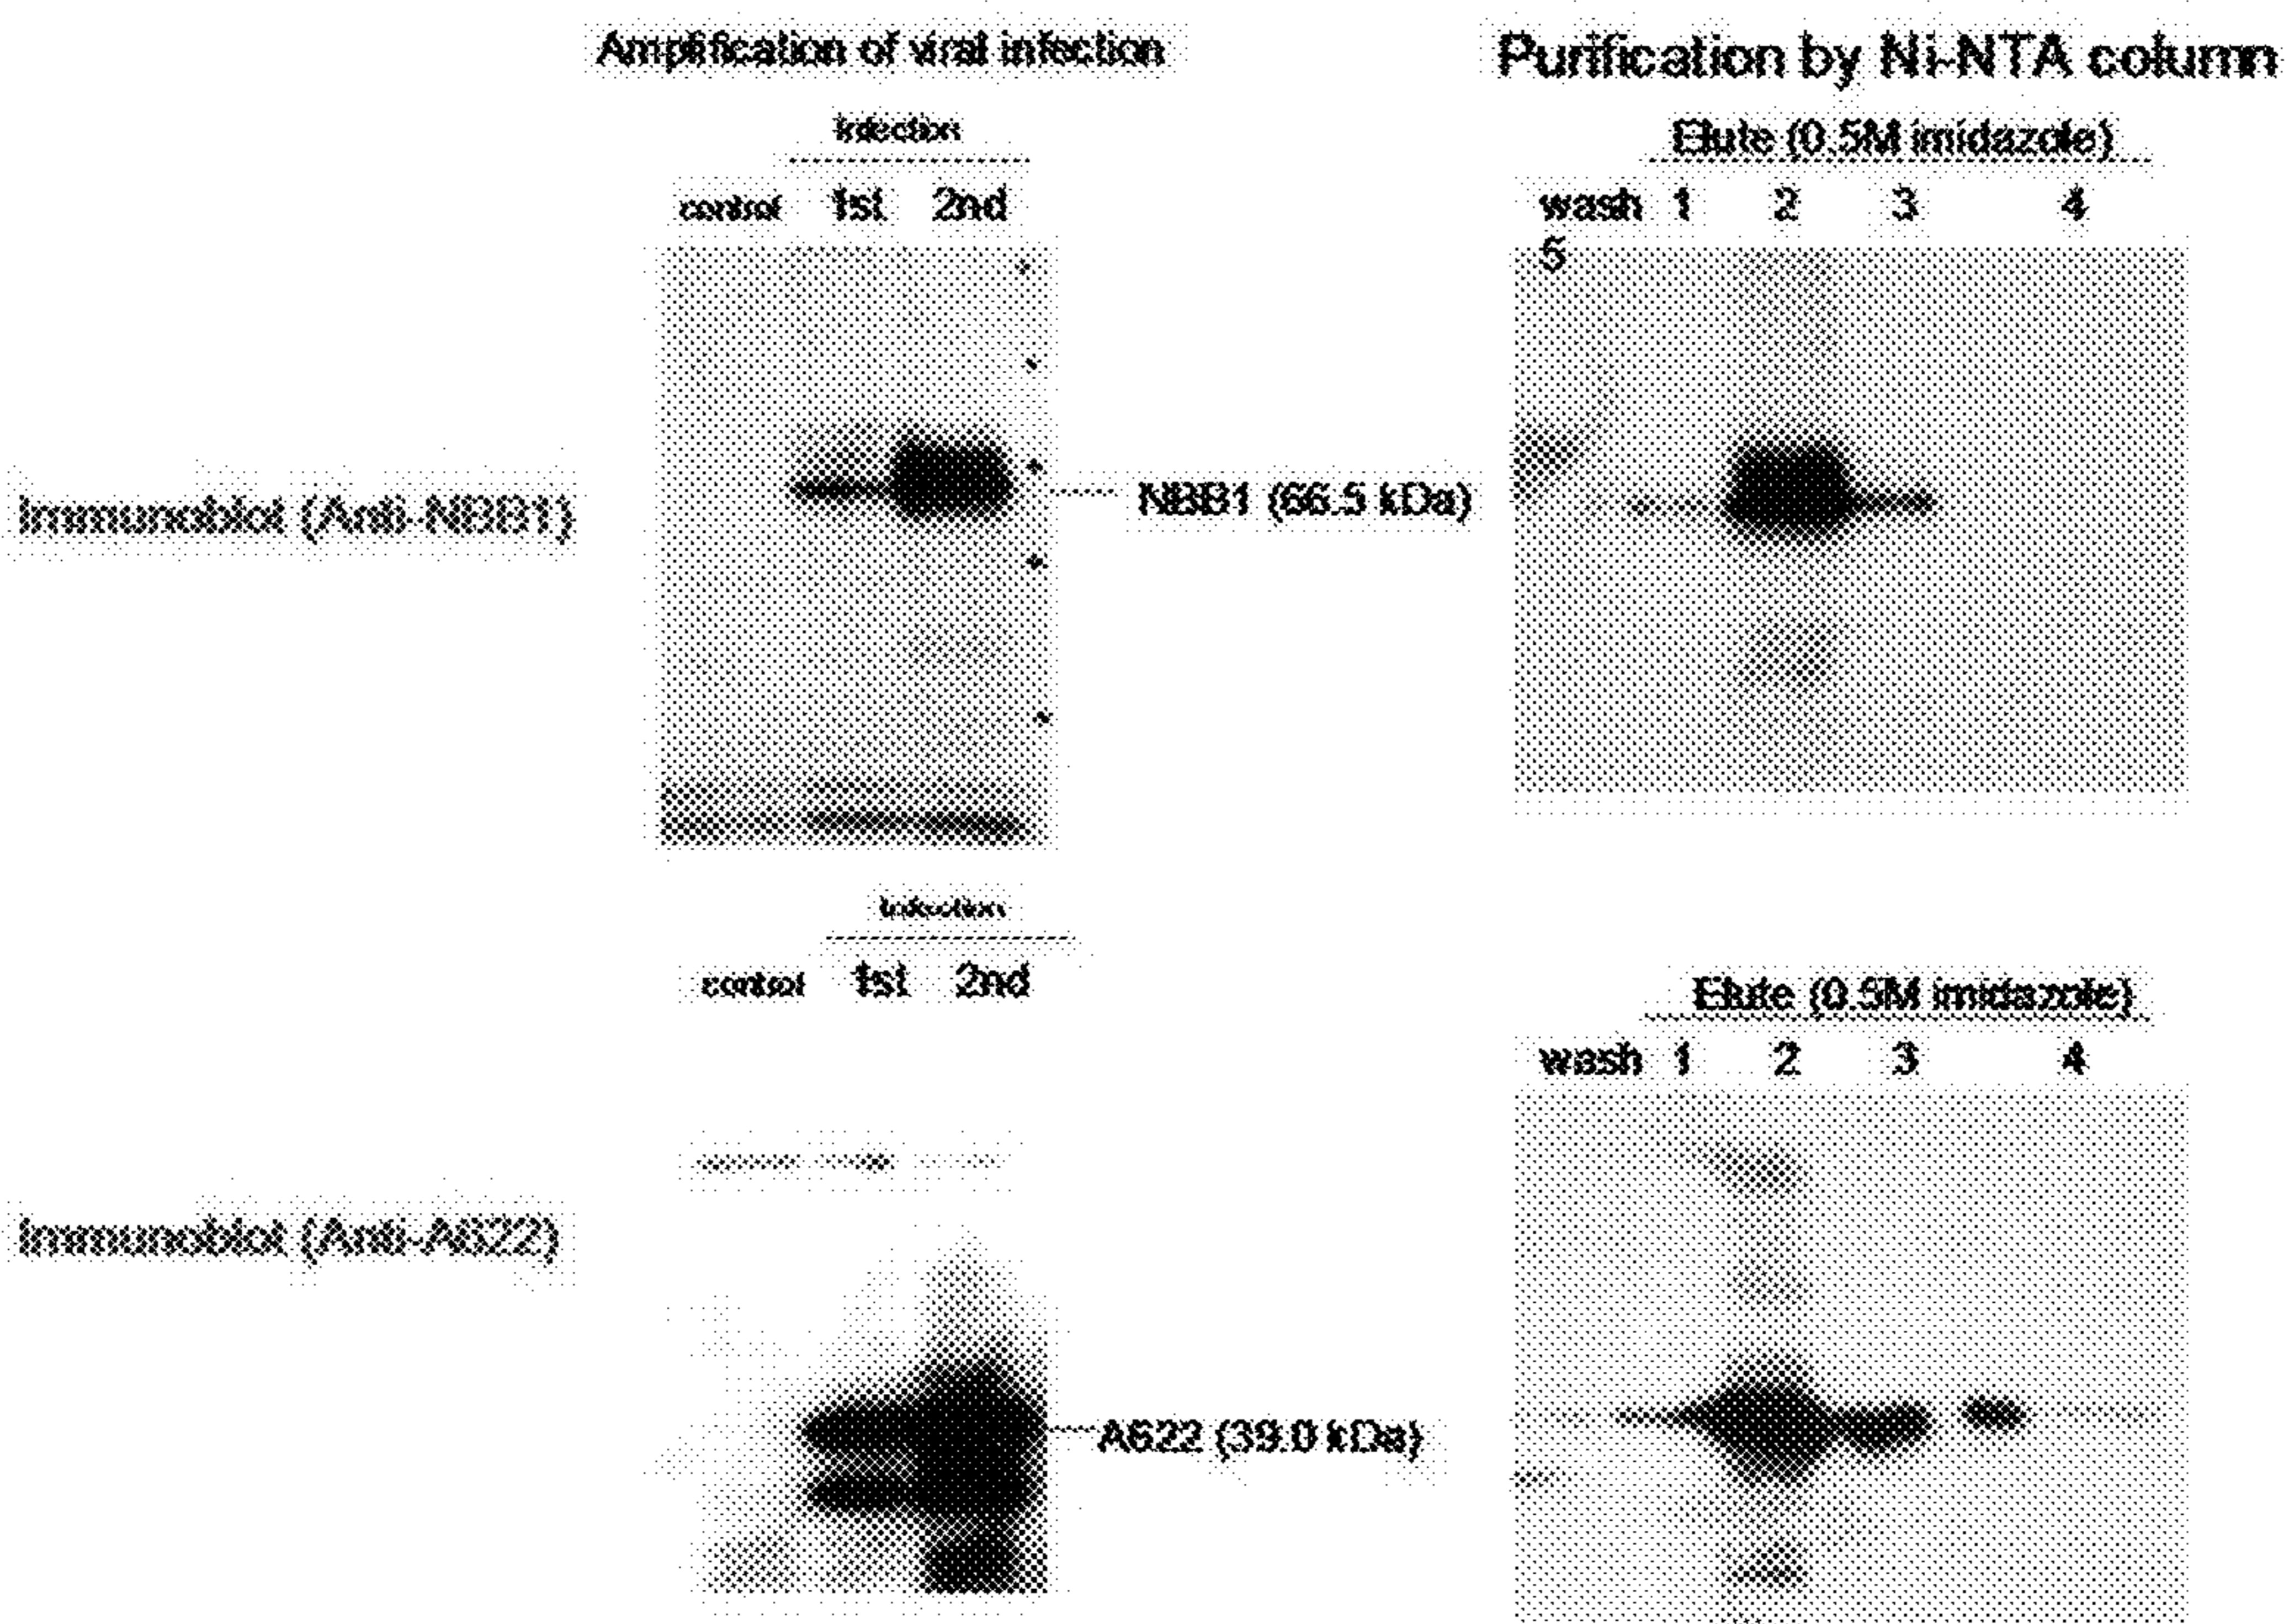 Amplification of viral infection
Purification by Ni-NTA column
Infection
control 1st 2nd
Elute (0.5M imidazole)
wash 1 2 3 4
5
Immunoblot (Anti-NBB1)
NBB1 (66.5 kDa)
Infection
control 1st 2nd
Elute (0.5M imidazole)
wash 1 2 3 4
Immunoblot (Anti-A622)
A622 (39.0 kDa)